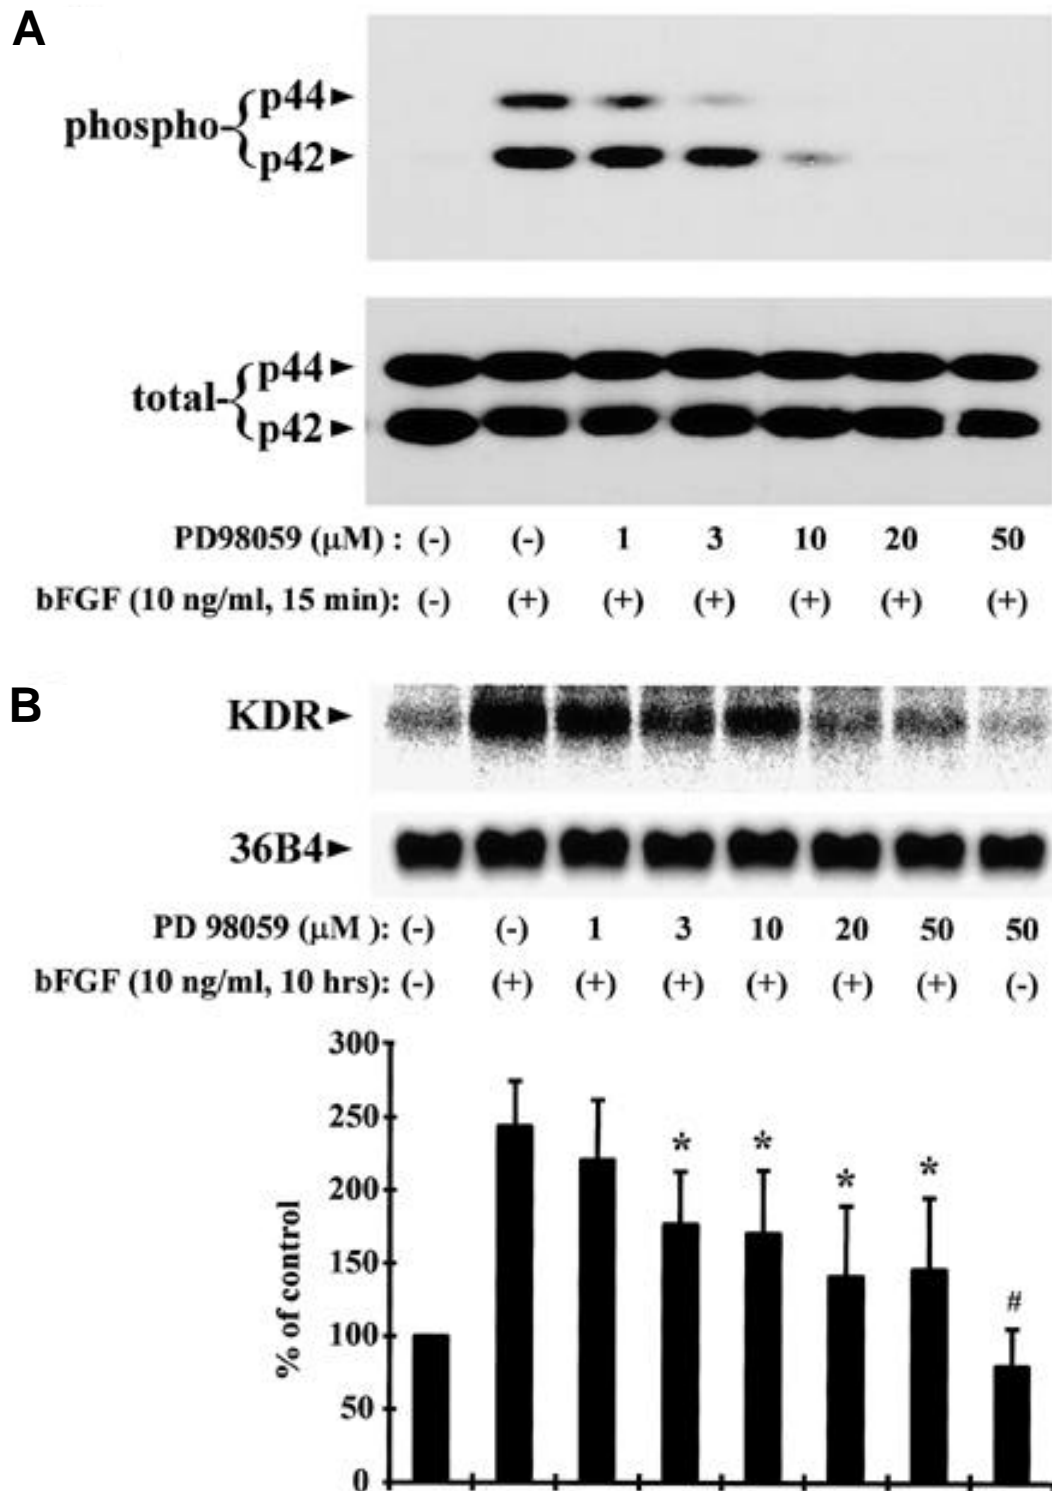 A
phospho- { p44►
p42►
total- { p44►
p42►
PD98059 (μM) : (-) (-) 1 3 10 20 50
bFGF (10 ng/ml, 15 min): (-) (+) (+) (+) (+) (+) (+)
B
KDR►
36B4►
PD 98059 (μM ): (-) (-) 1 3 10 20 50 50
bFGF (10 ng/ml, 10 hrs): (-) (+) (+) (+) (+) (+) (+) (-)
% of control
300
250
200
150
100
50
0
* * * * #